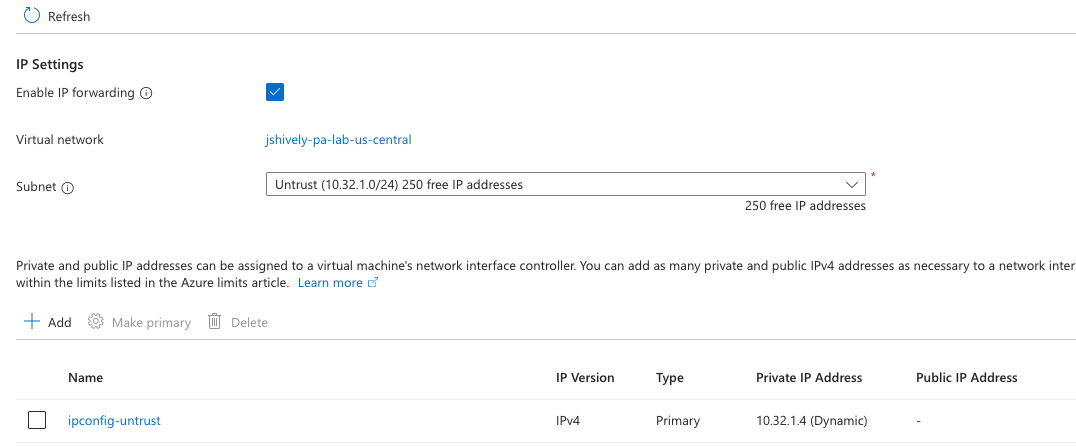 Refresh
IP Settings
Enable IP forwarding
Virtual network jshively-pa-lab-us-central
Subnet Untrust (10.32.1.0/24) 250 free IP addresses *
250 free IP addresses
Private and public IP addresses can be assigned to a virtual machine's network interface controller. You can add as many private and public IPv4 addresses as necessary to a network inter
within the limits listed in the Azure limits article. Learn more
Add Make primary Delete
Name IP Version Type Private IP Address Public IP Address
ipconfig-untrust IPv4 Primary 10.32.1.4 (Dynamic) -